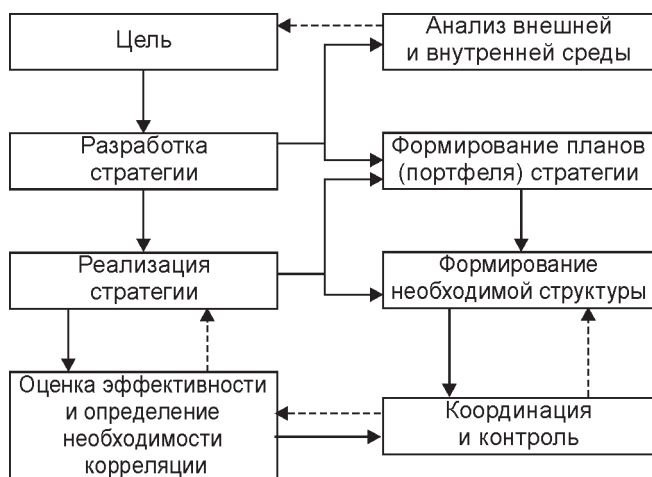 Цель
Анализ внешней
и внутренней среды
Разработка
стратегии
Формирование планов
(портфеля) стратегии
Реализация
стратегии
Формирование
необходимой структуры
Оценка эффективности
и определение
необходимости
корреляции
Координация
и контроль